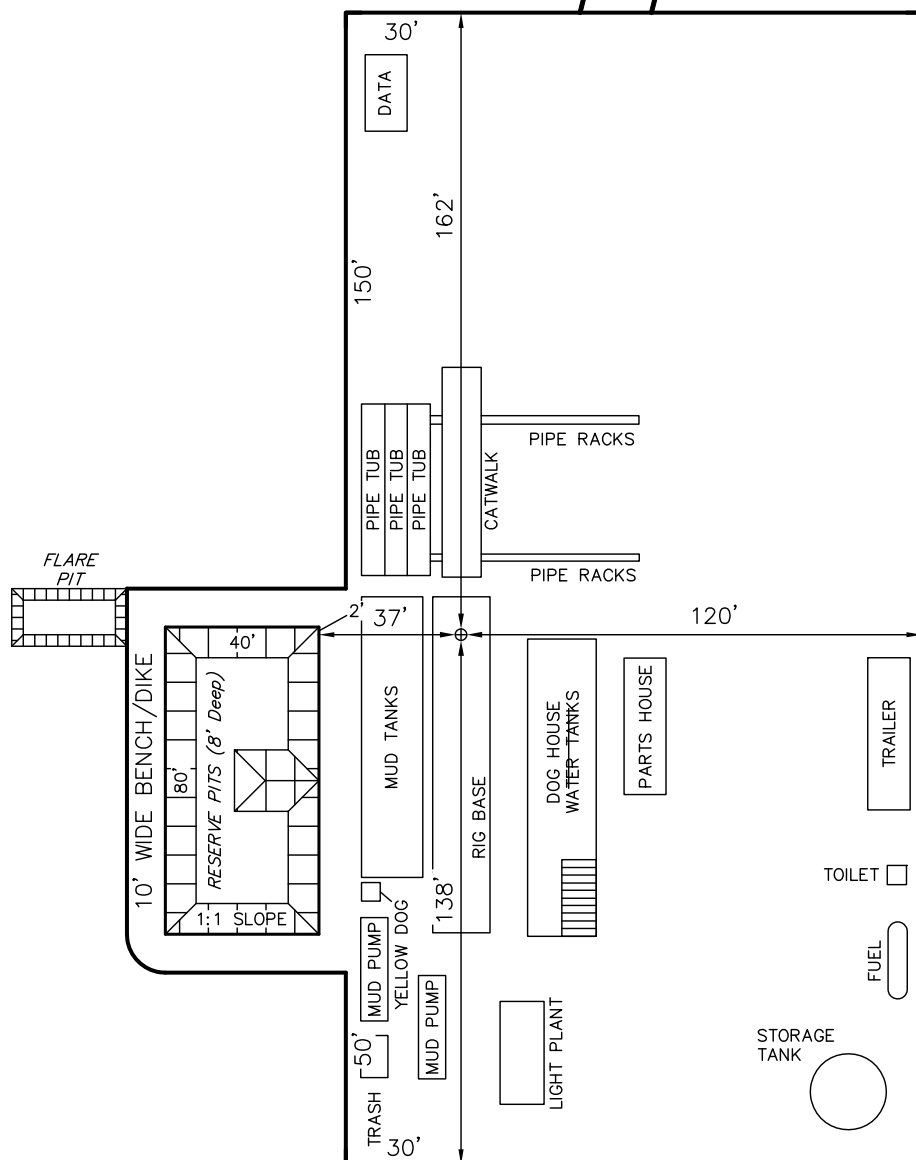 30'
DATA
162'
150'
PIPE TUB
PIPE TUB
PIPE TUB
CATWALK
PIPE RACKS
PIPE RACKS
FLARE
PIT
2'
37'
120'
40'
10' WIDE BENCH/DIKE
80'
RESERVE PITS (8' Deep)
1:1 SLOPE
MUD TANKS
RIG BASE
DOG HOUSE
WATER TANKS
PARTS HOUSE
TRAILER
138'
YELLOW DOG
MUD PUMP
MUD PUMP
TOILET
FUEL
LIGHT PLANT
STORAGE
TANK
50'
TRASH
30'